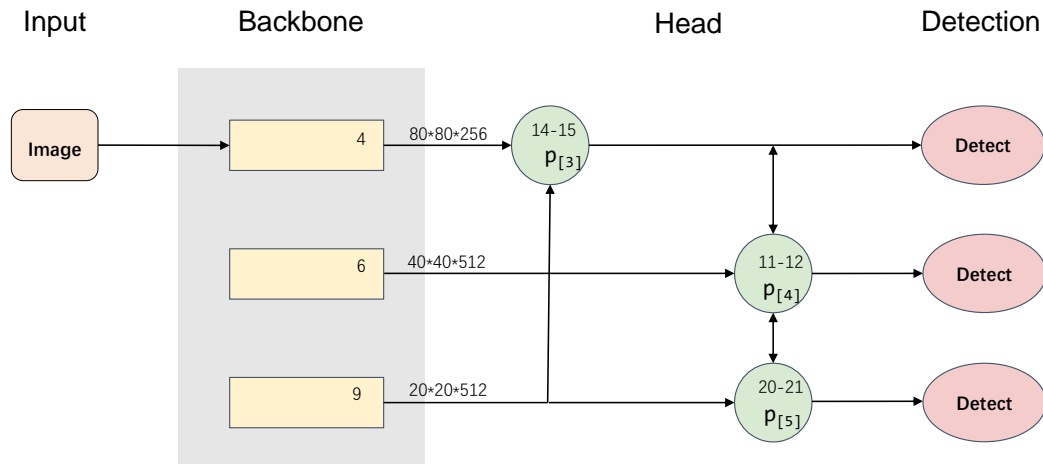 Input
Backbone
Head
Detection
Image
4
80*80*256
14-15
p[3]
Detect
6
40*40*512
11-12
p[4]
Detect
9
20*20*512
20-21
p[5]
Detect